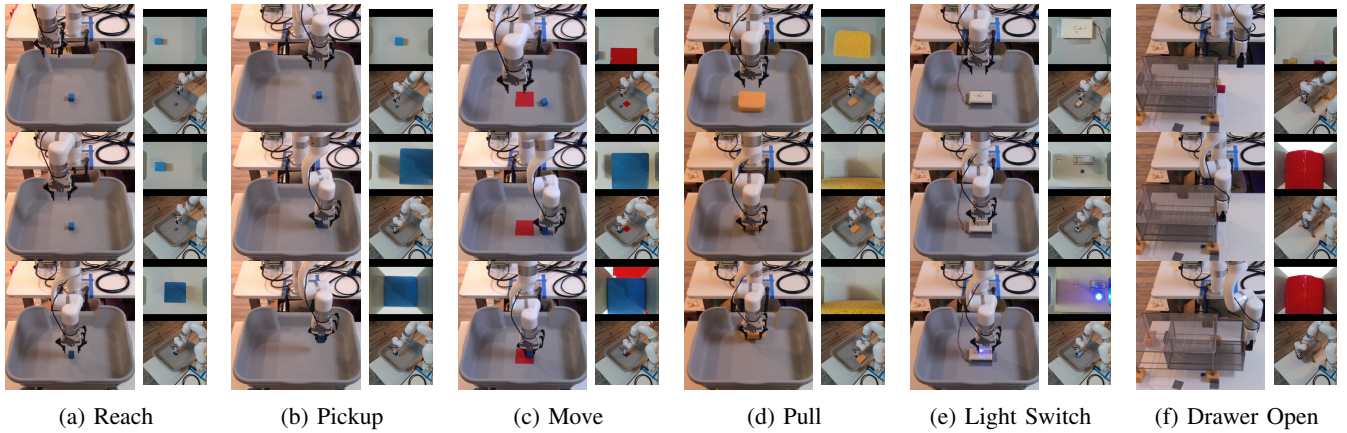 (a) Reach
(b) Pickup
(c) Move
(d) Pull
(e) Light Switch
(f) Drawer Open